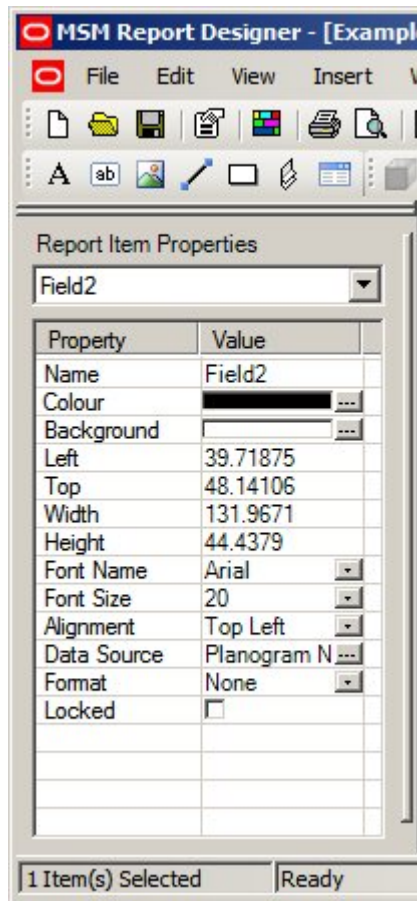 MSM Report Designer - [Exampl
File Edit View Insert
A ab
Report Item Properties
Field2
Property Value
Name Field2
Colour ...
Background ...
Left 39.71875
Top 48.14106
Width 131.9671
Height 44.4379
Font Name Arial
Font Size 20
Alignment Top Left
Data Source Planogram N ...
Format None
Locked
1 Item(s) Selected Ready